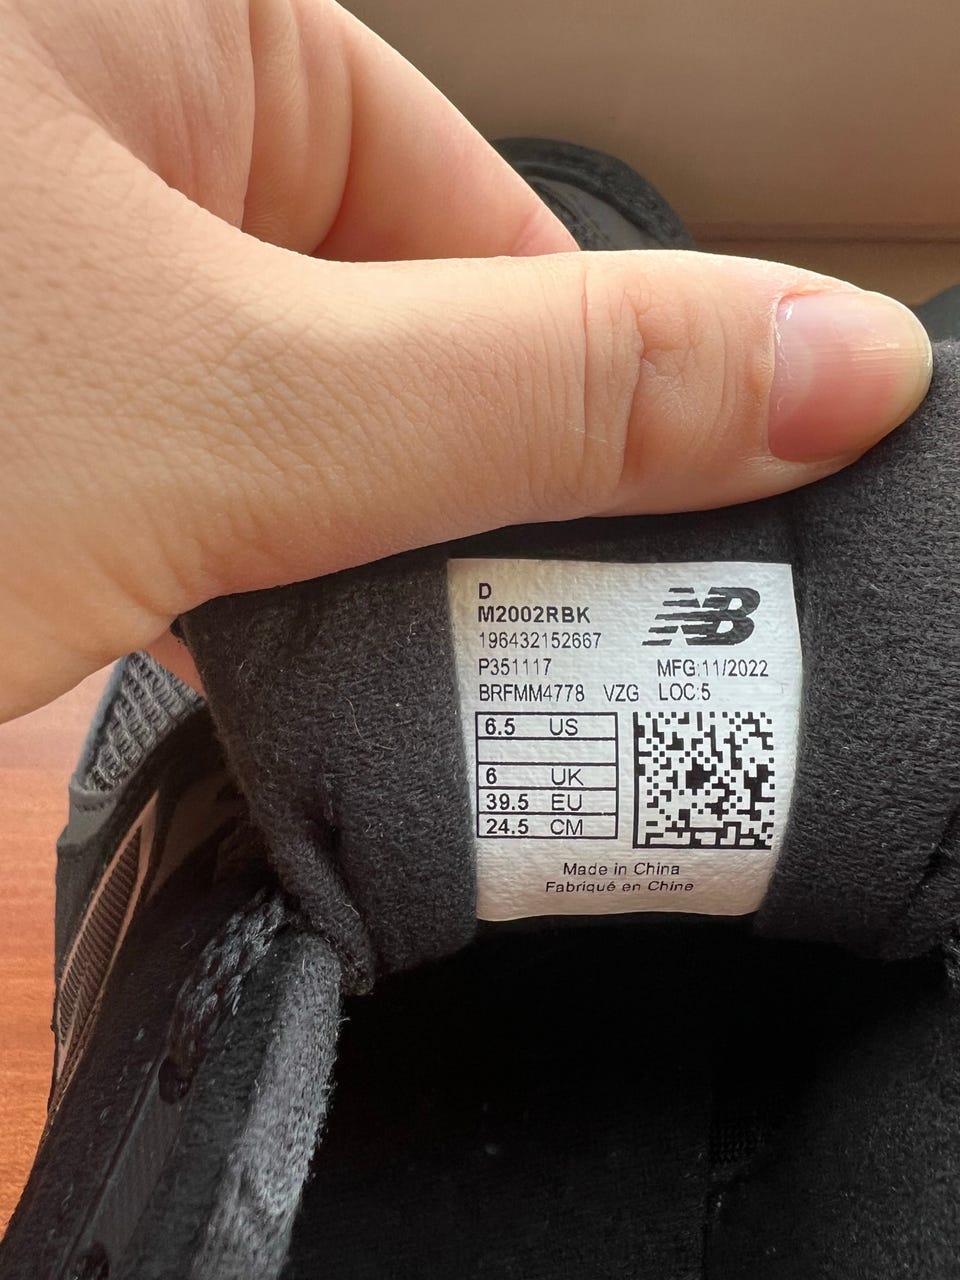 D
M2002RBK
NB
196432152667
P351117 MFG:11/2022
BRFMM4778 VZG LOC:5
6.5 US
6 UK
39.5 EU
24.5 CM
Made in China
Fabriqué en Chine